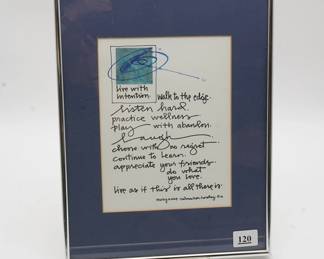 live with
intention.
walk to the edge.
listen hard.
practice wellness
play with abandon.
laugh
choose with no regret
continue to learn.
appreciate your friends.
do what
you love.
live as if this is all there is.
120